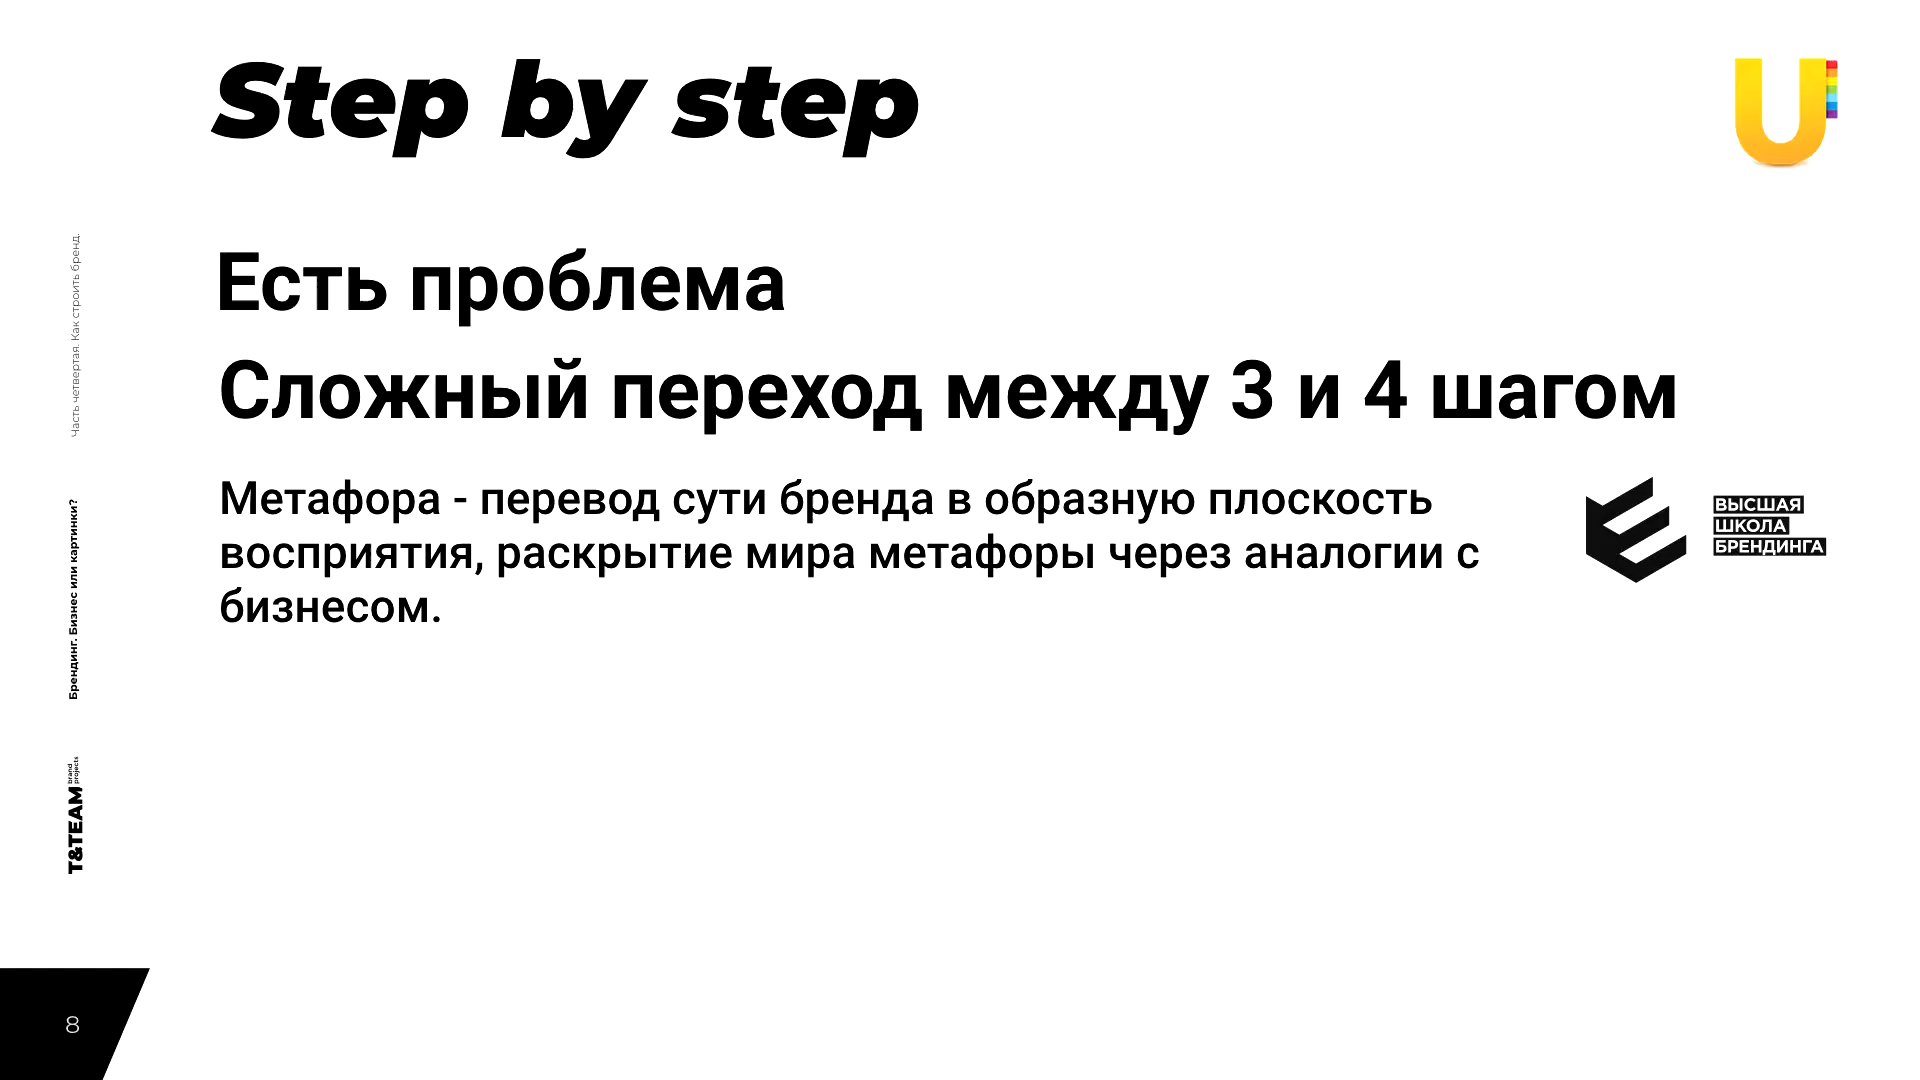 Step by step
U
Есть проблема
Сложный переход между 3 и 4 шагом
Метафора - перевод сути бренда в образную плоскость
восприятия, раскрытие мира метафоры через аналогии с
бизнесом.
ВЫСШАЯ
ШКОЛА
БРЕНДИНГА
Часть четвертая. Как строить бренд.
Брендинг. Бизнес или картинки?
T&TEAM brand projects
8